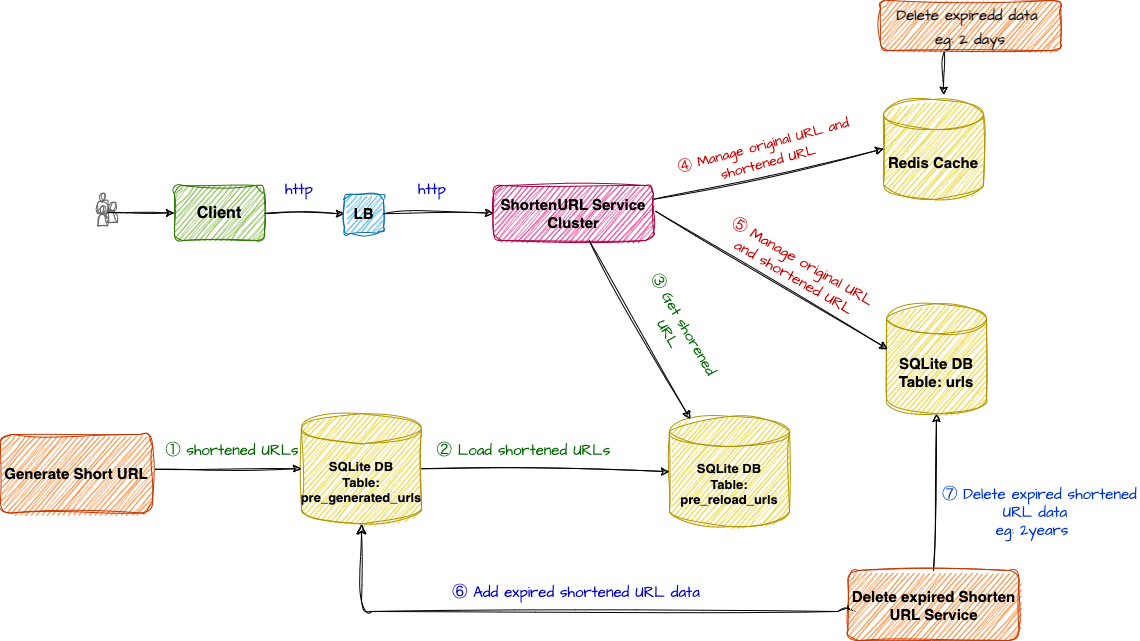 Delete expiredd data
eg: 2 days
Redis Cache
④ Manage original URL and
shortened URL
http
http
Client
LB
ShortenURL Service
Cluster
⑤ Manage original URL
and shortened URL
③ Get shorened
URL
SQLite DB
Table: urls
Generate Short URL
① shortened URLs
SQLite DB
Table:
pre_generated_urls
② Load shortened URLs
SQLite DB
Table:
pre_reload_urls
⑦ Delete expired shortened
URL data
eg: 2years
⑥ Add expired shortened URL data
Delete expired Shorten
URL Service